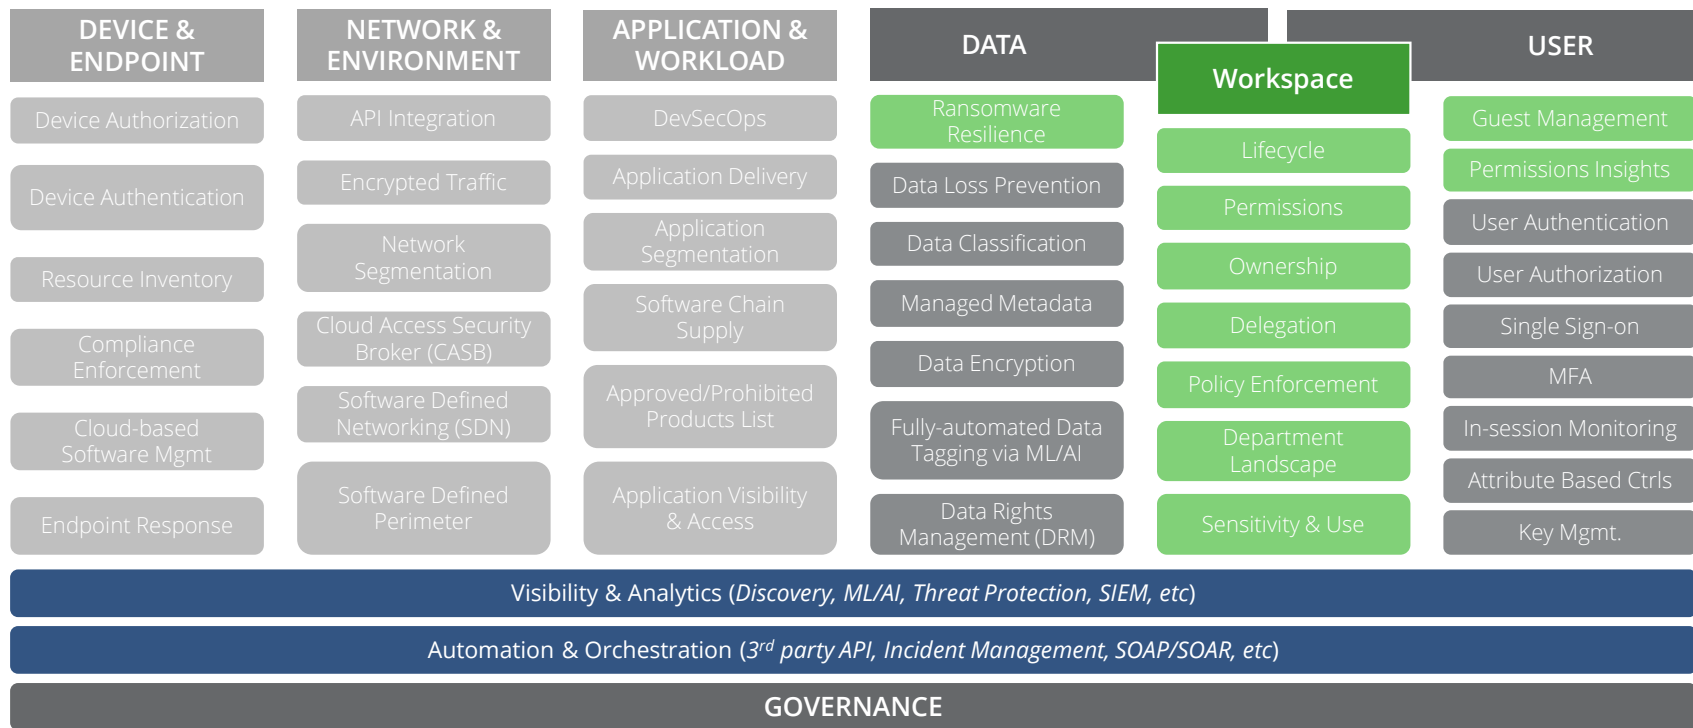 DEVICE &
ENDPOINT
Device Authorization
Device Authentication
Resource Inventory
Compliance
Enforcement
Cloud-based
Software Mgmt
Endpoint Response
NETWORK &
ENVIRONMENT
API Integration
Encrypted Traffic
Network
Segmentation
Cloud Access Security
Broker (CASB)
Software Defined
Networking (SDN)
Software Defined
Perimeter
APPLICATION &
WORKLOAD
DevSecOps
Application Delivery
Application
Segmentation
Software Chain
Supply
Approved/Prohibited
Products List
Application Visibility
& Access
DATA
Ransomware
Resilience
Data Loss Prevention
Data Classification
Managed Metadata
Data Encryption
Fully-automated Data
Tagging via ML/AI
Data Rights
Management (DRM)
Workspace
Lifecycle
Permissions
Ownership
Delegation
Policy Enforcement
Department
Landscape
Sensitivity & Use
USER
Guest Management
Permissions Insights
User Authentication
User Authorization
Single Sign-on
MFA
In-session Monitoring
Attribute Based Ctrls
Key Mgmt.
Visibility & Analytics (Discovery, ML/AI, Threat Protection, SIEM, etc)
Automation & Orchestration (3rd party API, Incident Management, SOAP/SOAR, etc)
GOVERNANCE